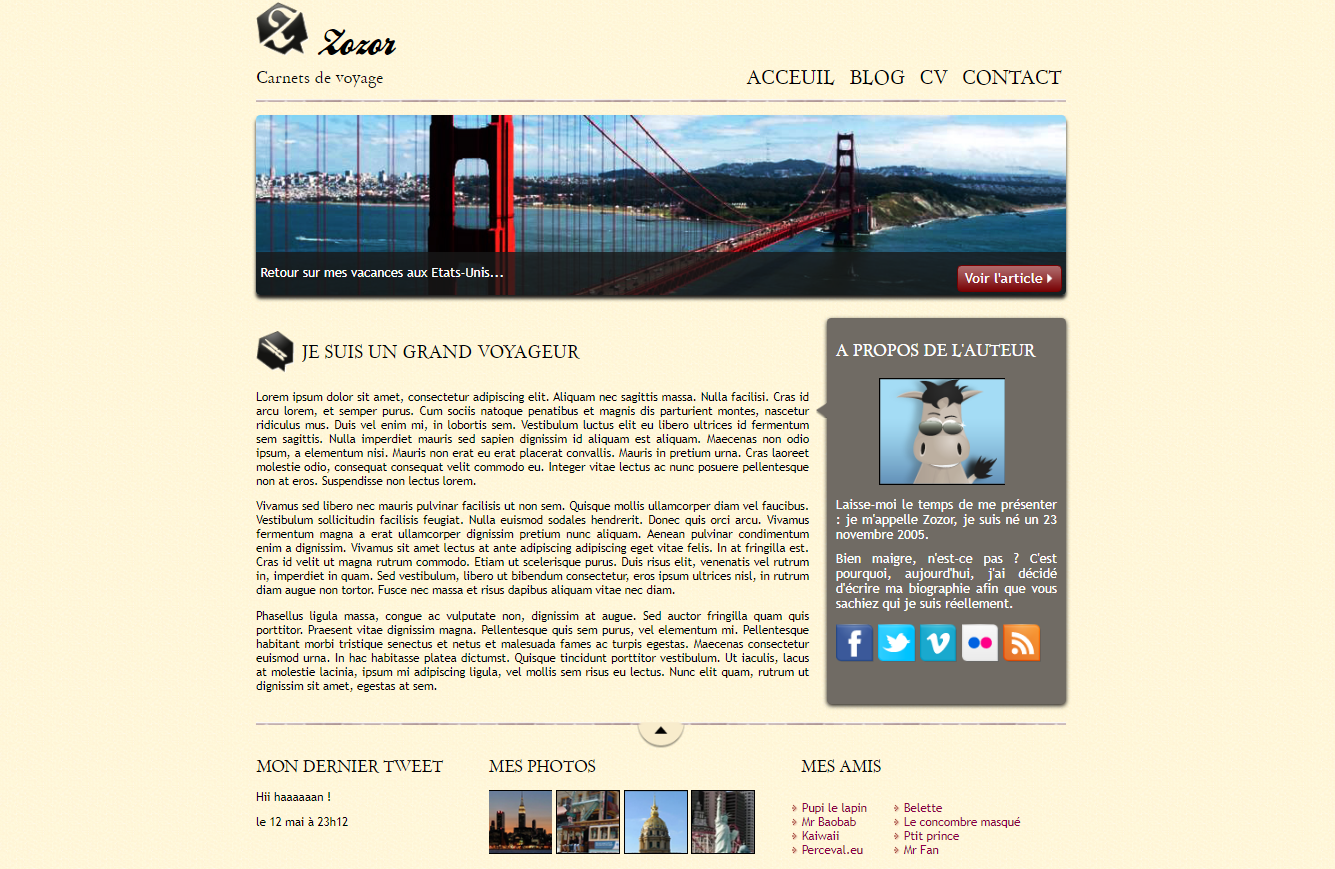 Zozor
Carnets de voyage
ACCEUIL BLOG CV CONTACT
Retour sur mes vacances aux Etats-Unis...
Voir l'article
JE SUIS UN GRAND VOYAGEUR
Lorem ipsum dolor sit amet, consectetur adipiscing elit. Aliquam nec sagittis massa. Nulla facilisi. Cras id
arcu lorem, et semper purus. Cum sociis natoque penatibus et magnis dis parturient montes, nascetur
ridiculus mus. Duis vel enim mi, in lobortis sem. Vestibulum luctus elit eu libero ultrices id fermentum
sem sagittis. Nulla imperdiet mauris sed sapien dignissim id aliquam est aliquam. Maecenas non odio
ipsum, a elementum nisi. Mauris non erat eu erat placerat convallis. Mauris in pretium urna. Cras laoreet
molestie odio, consequat consequat velit commodo eu. Integer vitae lectus ac nunc posuere pellentesque
non at eros. Suspendisse non lectus lorem.
Vivamus sed libero nec mauris pulvinar facilisis ut non sem. Quisque mollis ullamcorper diam vel faucibus.
Vestibulum sollicitudin facilisis feugiat. Nulla euismod sodales hendrerit. Donec quis orci arcu. Vivamus
fermentum magna a erat ullamcorper dignissim pretium nunc aliquam. Aenean pulvinar condimentum
enim a dignissim. Vivamus sit amet lectus at ante adipiscing adipiscing eget vitae felis. In at fringilla est.
Cras id velit ut magna rutrum commodo. Etiam ut scelerisque purus. Duis risus elit, venenatis vel rutrum
in, imperdiet in quam. Sed vestibulum, libero ut bibendum consectetur, eros ipsum ultrices nisl, in rutrum
diam augue non tortor. Fusce nec massa et risus dapibus aliquam vitae nec diam.
Phasellus ligula massa, congue ac vulputate non, dignissim at augue. Sed auctor fringilla quam quis
porttitor. Praesent vitae dignissim magna. Pellentesque quis sem purus, vel elementum mi. Pellentesque
habitant morbi tristique senectus et netus et malesuada fames ac turpis egestas. Maecenas consectetur
euismod urna. In hac habitasse platea dictumst. Quisque tincidunt porttitor vestibulum. Ut iaculis, lacus
at molestie lacinia, ipsum mi adipiscing ligula, vel mollis sem risus eu lectus. Nunc elit quam, rutrum ut
dignissim sit amet, egestas at sem.
A PROPOS DE L'AUTEUR
Laisse-moi le temps de me présenter
: je m'appelle Zozor, je suis né un 23
novembre 2005.
Bien maigre, n'est-ce pas ? C'est
pourquoi, aujourd'hui, j'ai décidé
d'écrire ma biographie afin que vous
sachiez qui je suis réellement.
MON DERNIER TWEET
Hii haaaaaan !
le 12 mai à 23h12
MES PHOTOS
MES AMIS
Pupi le lapin
Mr Baobab
Kaiwaii
Perceval.eu
Belette
Le concombre masqué
Ptit prince
Mr Fan